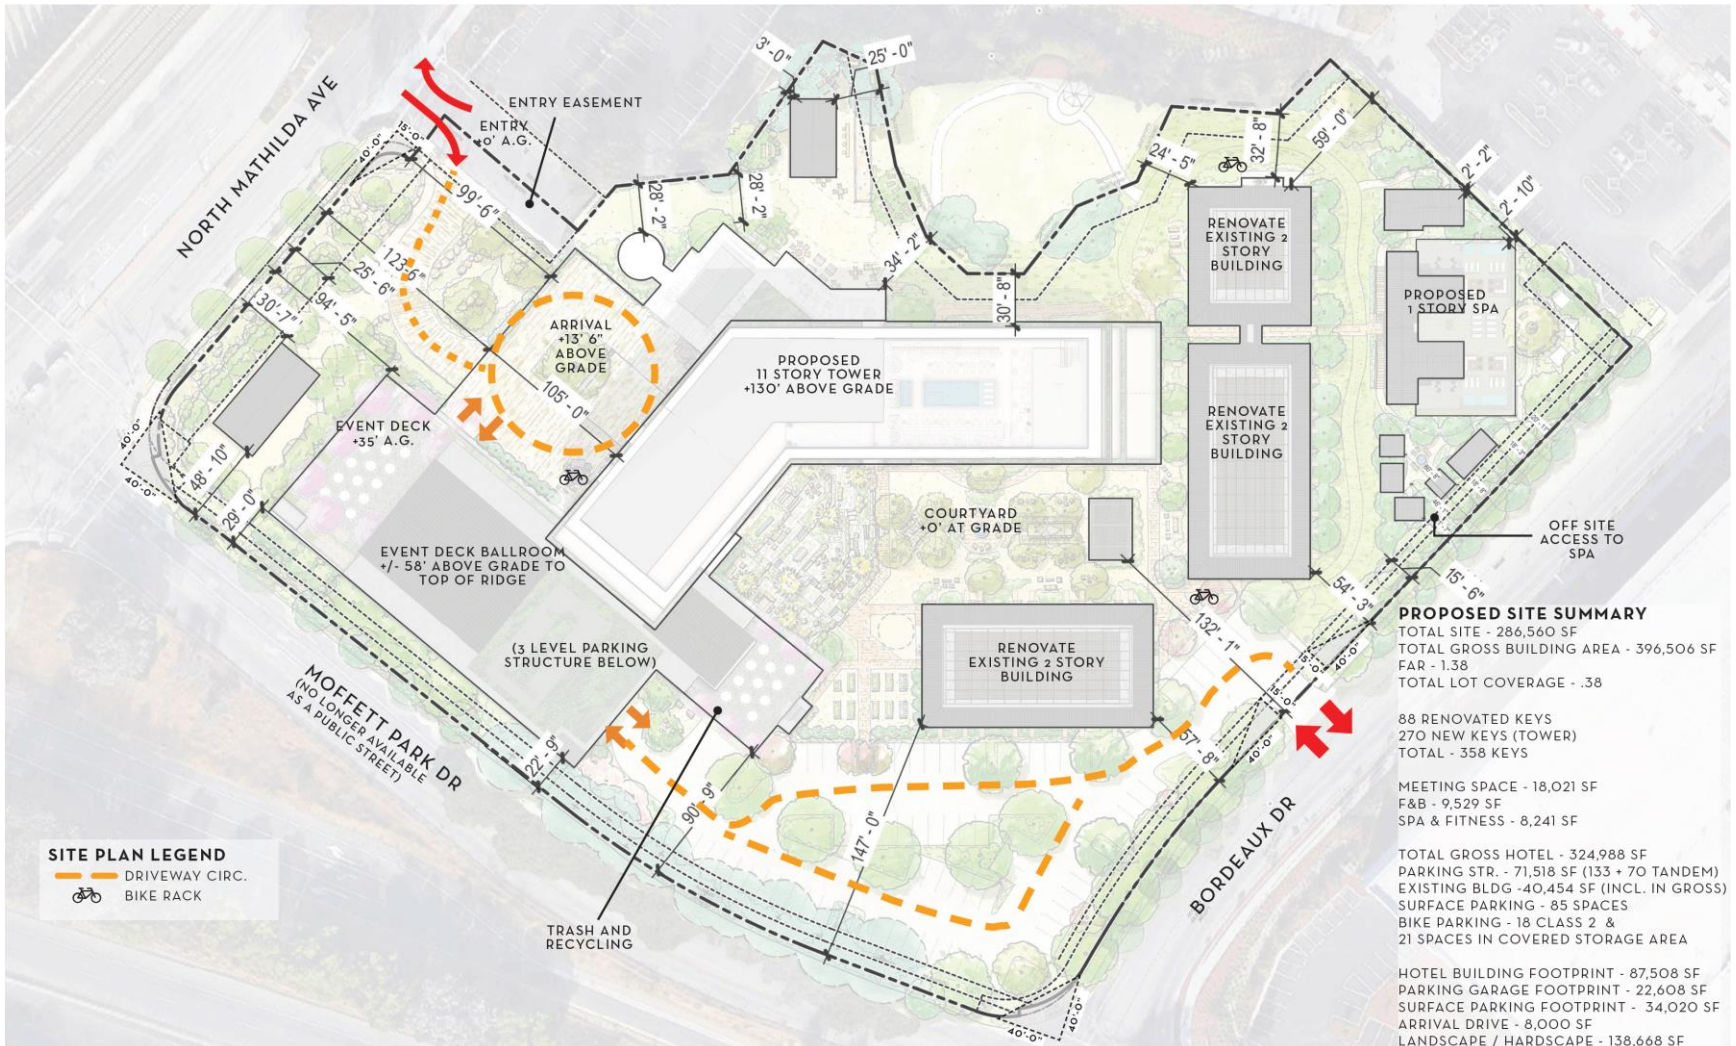 NORTH MATHILDA AVE
ENTRY EASEMENT
ENTRY
+0' A.G.
3'-0"
25'-0"
40'-0"
15'-0"
99'-6"
123-6"
25'-6"
94'-5"
30'-7"
28'-2"
28'-2"
34'-2"
30'-8"
24'-5"
32'-8"
59'-0"
2'-2"
2'-10"
ARRIVAL
+13' 6"
ABOVE
GRADE
105'-0"
PROPOSED
11 STORY TOWER
+130' ABOVE GRADE
RENOVATE
EXISTING 2
STORY
BUILDING
PROPOSED
1 STORY SPA
RENOVATE
EXISTING 2
STORY
BUILDING
EVENT DECK
+35' A.G.
40'-0"
40'-0"
48'-10"
29'-0"
COURTYARD
+0' AT GRADE
EVENT DECK BALLROOM
+/- 58' ABOVE GRADE TO
TOP OF RIDGE
OFF SITE
ACCESS TO
SPA
15'-6"
54'-3"
132'-1"
(3 LEVEL PARKING
STRUCTURE BELOW)
RENOVATE
EXISTING 2 STORY
BUILDING
15'-0"
40'-0"
15'-0"
40'-0"
57'-8"
MOFFETT PARK DR
(NO LONGER AVAILABLE
AS A PUBLIC STREET)
22'-9"
90'-9"
147'-0"
BORDEAUX DR
TRASH AND
RECYCLING
40'-0"
40'-0"
SITE PLAN LEGEND
DRIVEWAY CIRC.
BIKE RACK
PROPOSED SITE SUMMARY
TOTAL SITE - 286,560 SF
TOTAL GROSS BUILDING AREA - 396,506 SF
FAR - 1.38
TOTAL LOT COVERAGE - .38
88 RENOVATED KEYS
270 NEW KEYS (TOWER)
TOTAL - 358 KEYS
MEETING SPACE - 18,021 SF
F&B - 9,529 SF
SPA & FITNESS - 8,241 SF
TOTAL GROSS HOTEL - 324,988 SF
PARKING STR. - 71,518 SF (133 + 70 TANDEM)
EXISTING BLDG -40,454 SF (INCL. IN GROSS)
SURFACE PARKING - 85 SPACES
BIKE PARKING - 18 CLASS 2 &
21 SPACES IN COVERED STORAGE AREA
HOTEL BUILDING FOOTPRINT - 87,508 SF
PARKING GARAGE FOOTPRINT - 22,608 SF
SURFACE PARKING FOOTPRINT - 34,020 SF
ARRIVAL DRIVE - 8,000 SF
LANDSCAPE / HARDSCAPE - 138,668 SF